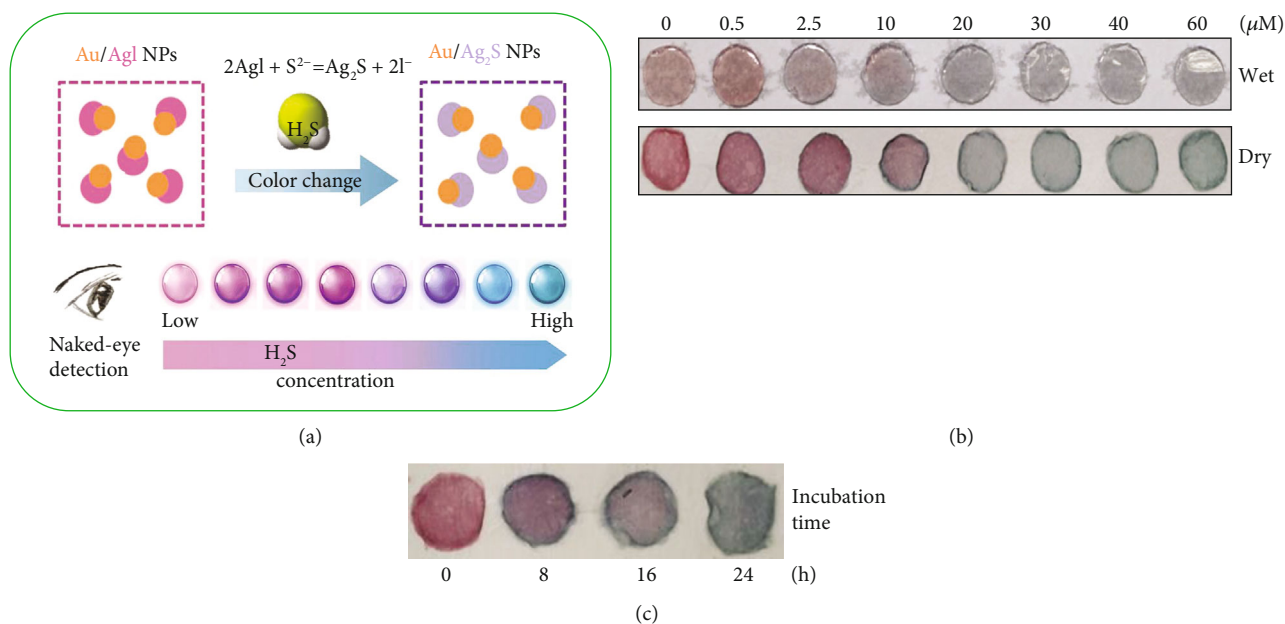 Au/AgI NPs
2AgI + S²⁻=Ag₂S + 2I⁻
Au/Ag₂S NPs
H₂S
Color change
Naked-eye
detection
Low
High
H₂S
concentration
(a)
0 0.5 2.5 10 20 30 40 60 (μM)
Wet
Dry
(b)
Incubation
time
0 8 16 24 (h)
(c)